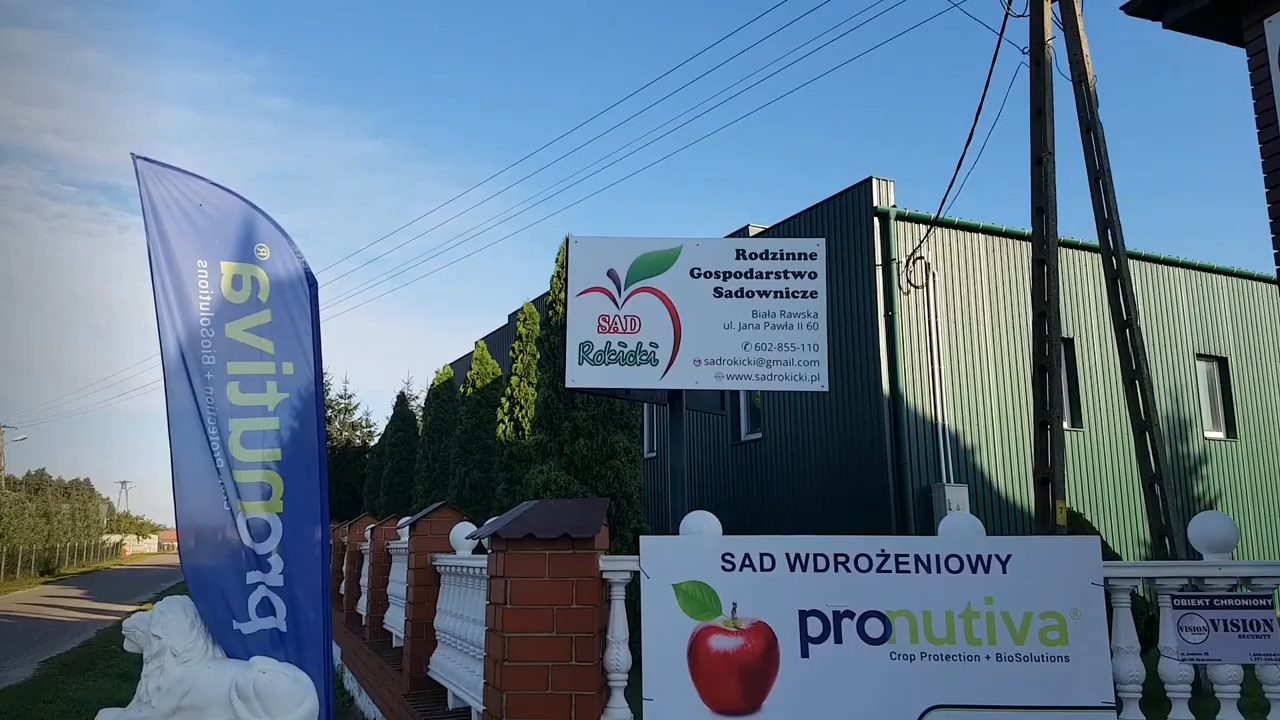 pronutiva®
Crop Protection + BioSolutions
Rodzinne
Gospodarstwo
Sadownicze
SAD
Rokicki
Biała Rawska
ul. Jana Pawła II 60
602-855-110
sadrokicki@gmail.com
www.sadrokicki.pl
SAD WDROŻENIOWY
pronutiva®
Crop Protection + BioSolutions
OBIEKT CHRONIONY
VISION
VISION
SECURITY